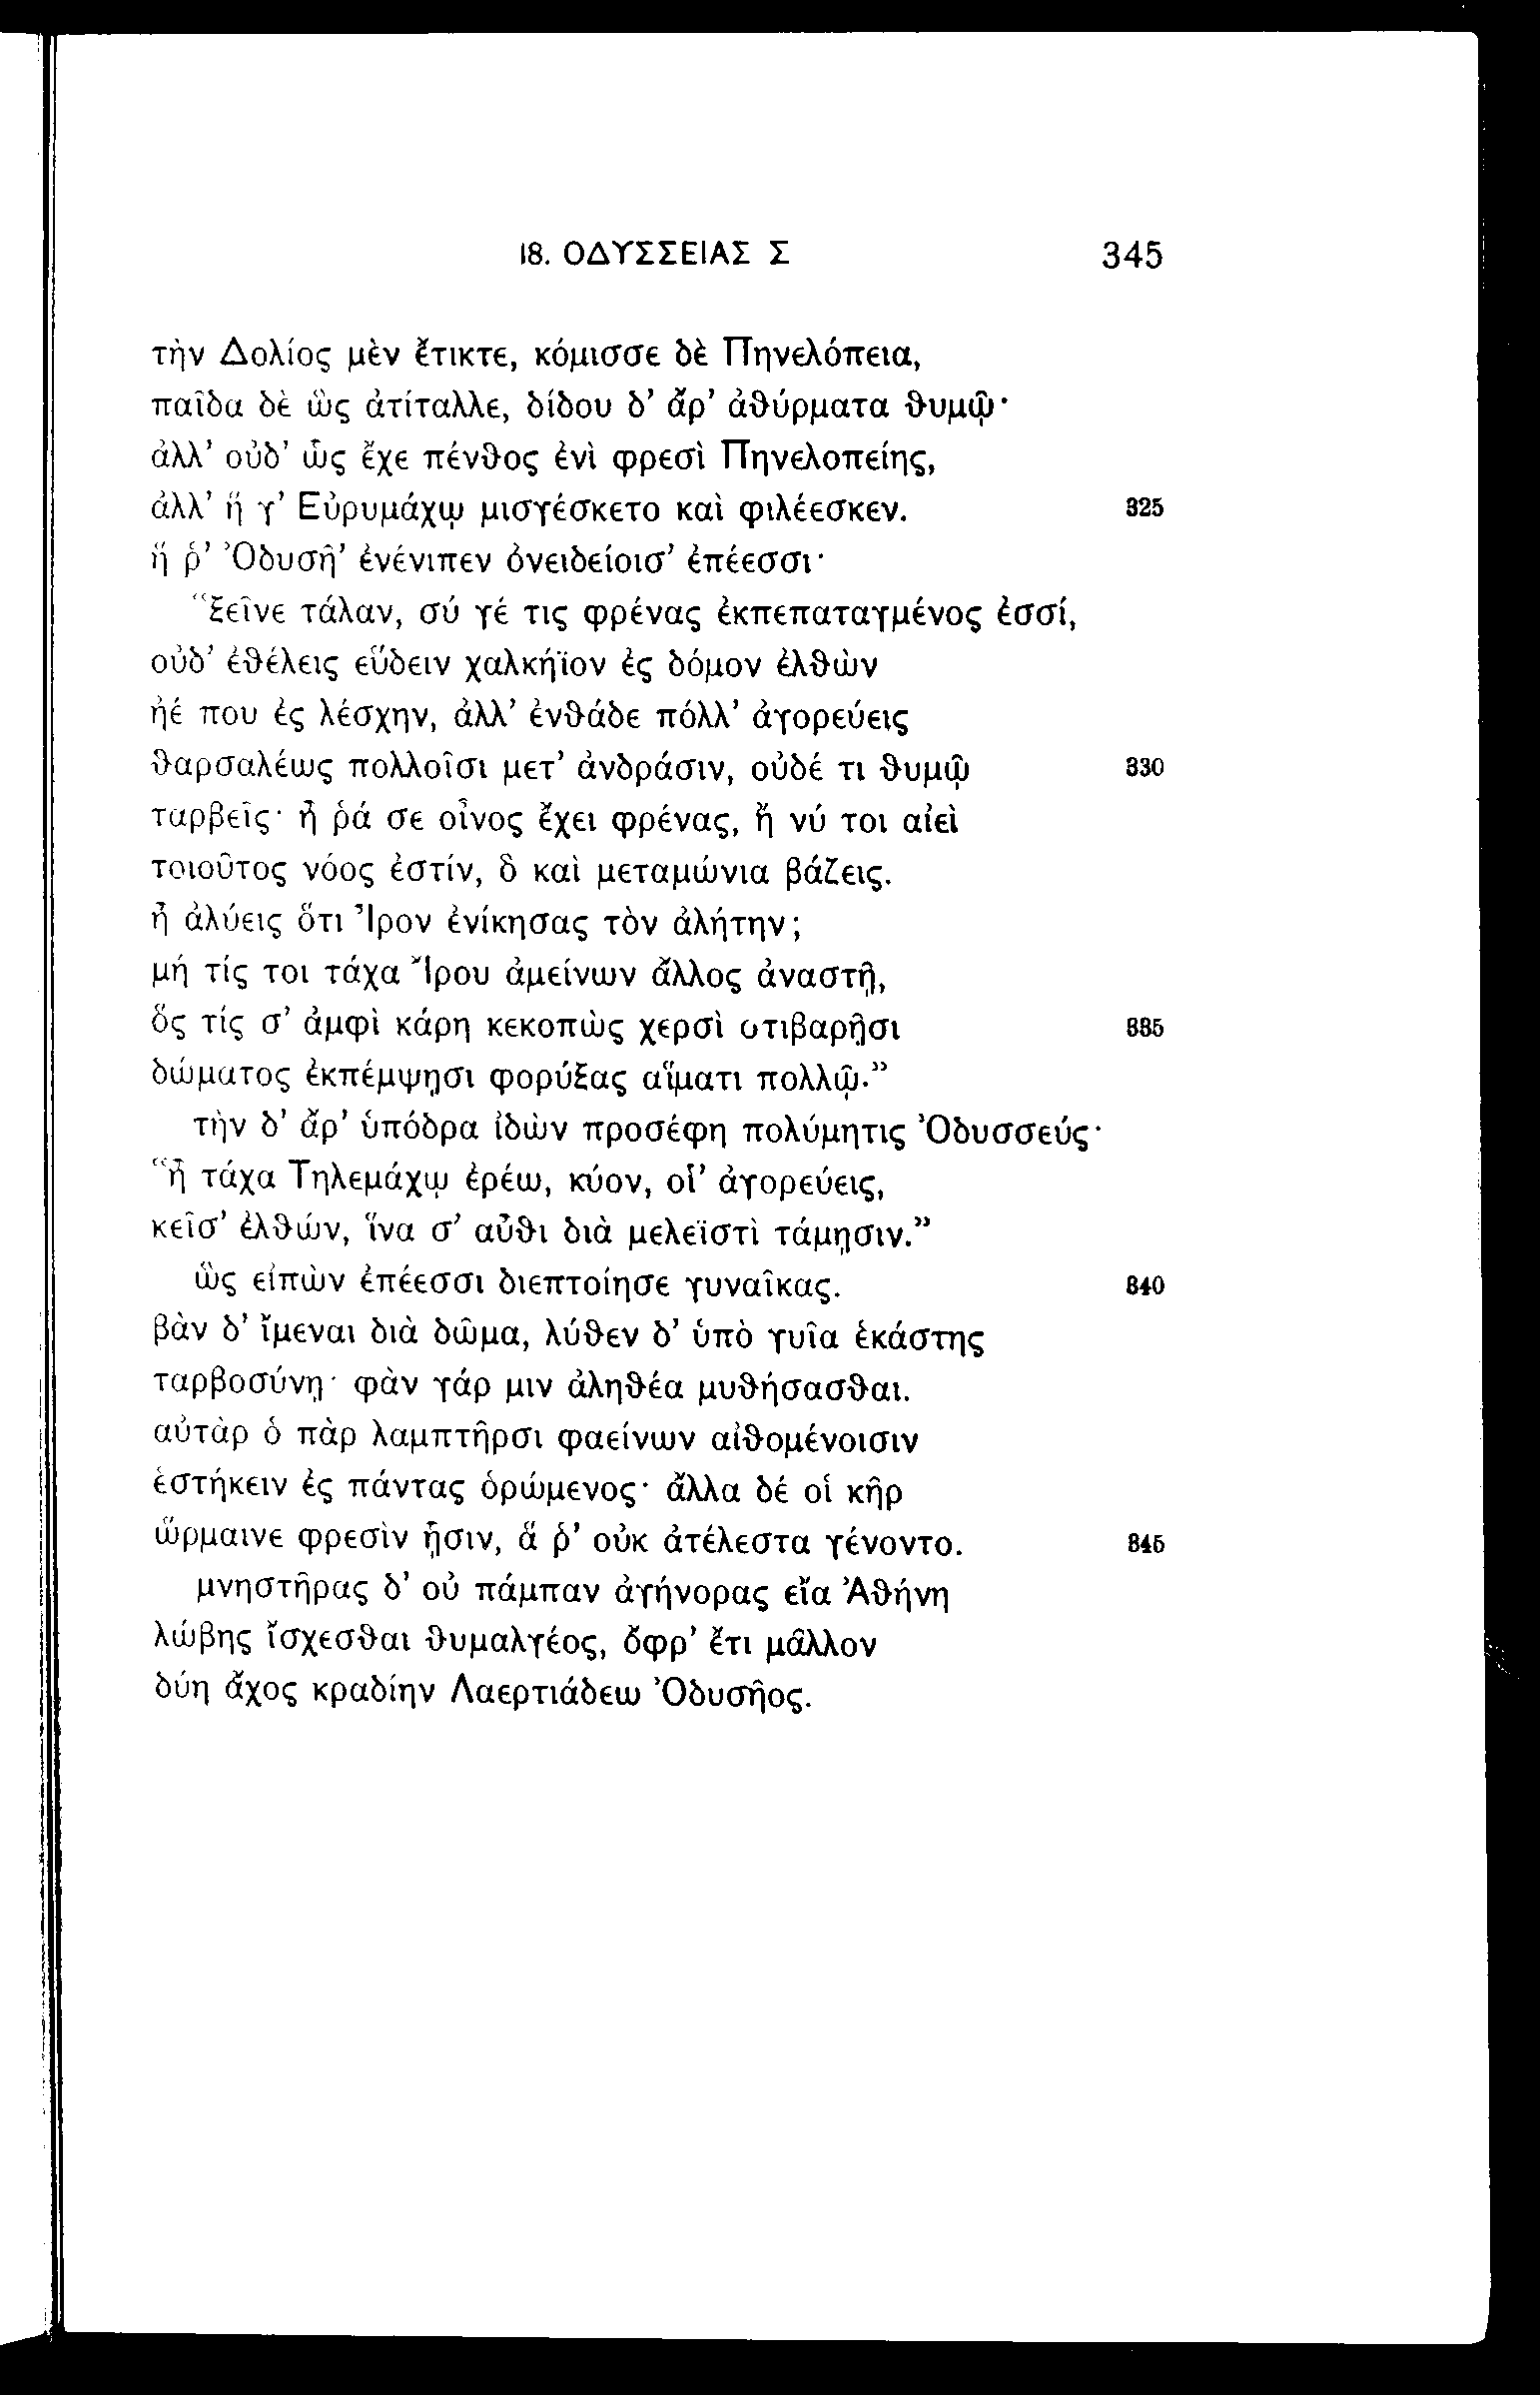 18. ΟΔΥΣΣΕΙΑΣ Σ 345
τὴν Δολίος μὲν ἔτικτε, κόμισσε δὲ Πηνελόπεια,
παῖδα δὲ ὣς ἀτίταλλε, δίδου δ’ ἄρ’ ἀθύρματα θυμῷ·
ἀλλ’ οὐδ’ ὧς ἔχε πένθος ἐνὶ φρεσὶ Πηνελοπείης,
ἀλλ’ ἥ γ’ Εὐρυμάχῳ μισγέσκετο καὶ φιλέεσκεν. 325
ἥ ῥ’ Ὀδυσῆ’ ἐνένιπεν ὀνειδείοισ’ ἐπέεσσι·
“ξεῖνε τάλαν, σύ γέ τις φρένας ἐκπεπαταγμένος ἐσσί,
οὐδ’ ἐθέλεις εὕδειν χαλκήϊον ἐς δόμον ἐλθὼν
ἠέ που ἐς λέσχην, ἀλλ’ ἐνθάδε πόλλ’ ἀγορεύεις
θαρσαλέως πολλοῖσι μετ’ ἀνδράσιν, οὐδέ τι θυμῷ 330
ταρβεῖς· ἦ ῥά σε οἶνος ἔχει φρένας, ἤ νύ τοι αἰεὶ
τοιοῦτος νόος ἐστίν, ὃ καὶ μεταμώνια βάζεις.
ἦ ἀλύεις ὅτι Ἶρον ἐνίκησας τὸν ἀλήτην;
μή τίς τοι τάχα Ἴρου ἀμείνων ἄλλος ἀναστῇ,
ὅς τίς σ’ ἀμφὶ κάρη κεκοπὼς χερσὶ στιβαρῇσι 335
δώματος ἐκπέμψῃσι φορύξας αἵματι πολλῷ.”
τὴν δ’ ἄρ’ ὑπόδρα ἰδὼν προσέφη πολύμητις Ὀδυσσεύς·
“ἦ τάχα Τηλεμάχῳ ἐρέω, κύον, οἷ’ ἀγορεύεις,
κεῖσ’ ἐλθών, ἵνα σ’ αὖθι διὰ μελεϊστὶ τάμῃσιν.”
ὣς εἰπὼν ἐπέεσσι διεπτοίησε γυναῖκας. 340
βὰν δ’ ἴμεναι διὰ δῶμα, λύθεν δ’ ὑπὸ γυῖα ἑκάστης
ταρβοσύνῃ· φὰν γάρ μιν ἀληθέα μυθήσασθαι.
αὐτὰρ ὁ πὰρ λαμπτῆρσι φαείνων αἰθομένοισιν
ἑστήκειν ἐς πάντας ὁρώμενος· ἄλλα δέ οἱ κῆρ
ὥρμαινε φρεσὶν ᾗσιν, ἅ ῥ’ οὐκ ἀτέλεστα γένοντο. 345
μνηστῆρας δ’ οὐ πάμπαν ἀγήνορας εἴα Ἀθήνη
λώβης ἴσχεσθαι θυμαλγέος, ὄφρ’ ἔτι μᾶλλον
δύη ἄχος κραδίην Λαερτιάδεω Ὀδυσῆος.